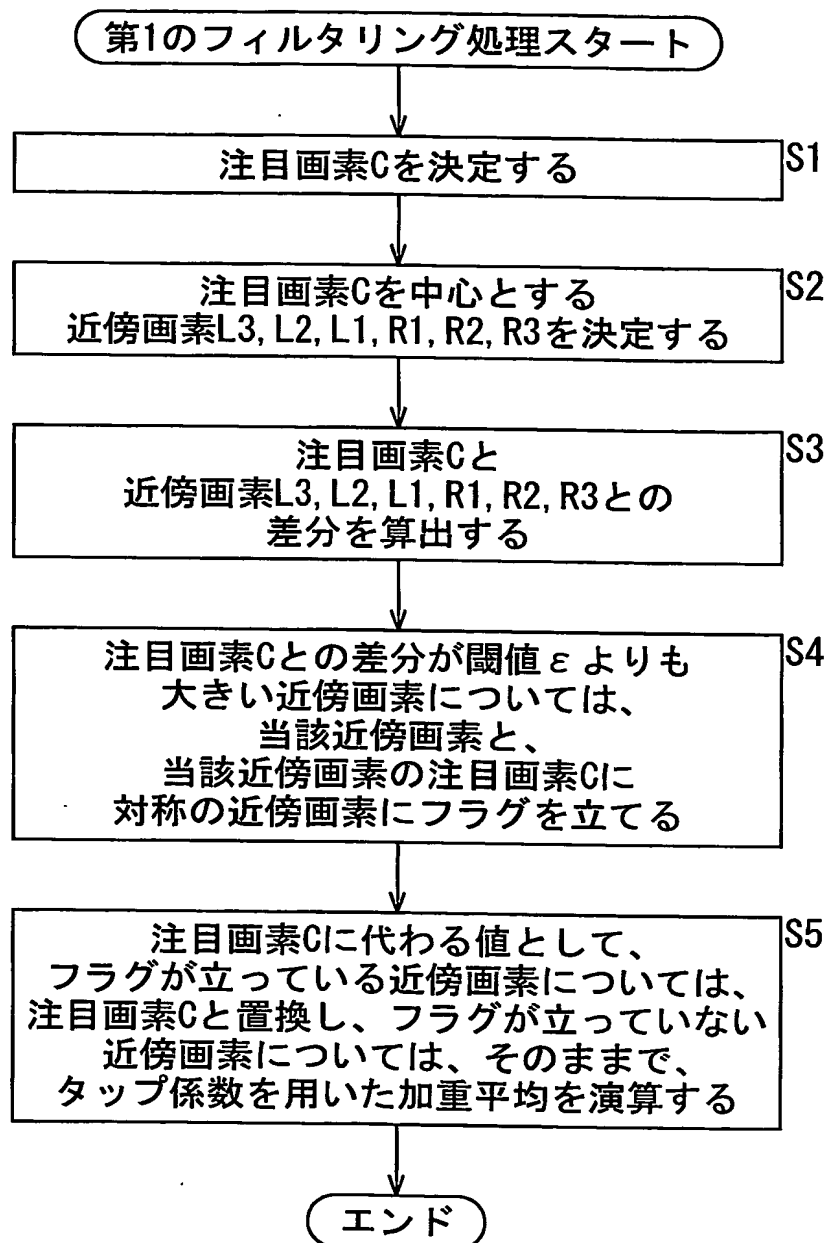 第1のフィルタリング処理スタート
注目画素Cを決定する
S1
注目画素Cを中心とする
近傍画素L3, L2, L1, R1, R2, R3を決定する
S2
注目画素Cと
近傍画素L3, L2, L1, R1, R2, R3との
差分を算出する
S3
注目画素Cとの差分が閾値εよりも
大きい近傍画素については、
当該近傍画素と、
当該近傍画素の注目画素Cに
対称の近傍画素にフラグを立てる
S4
注目画素Cに代わる値として、
フラグが立っている近傍画素については、
注目画素Cと置換し、フラグが立っていない
近傍画素については、そのままで、
タップ係数を用いた加重平均を演算する
S5
エンド